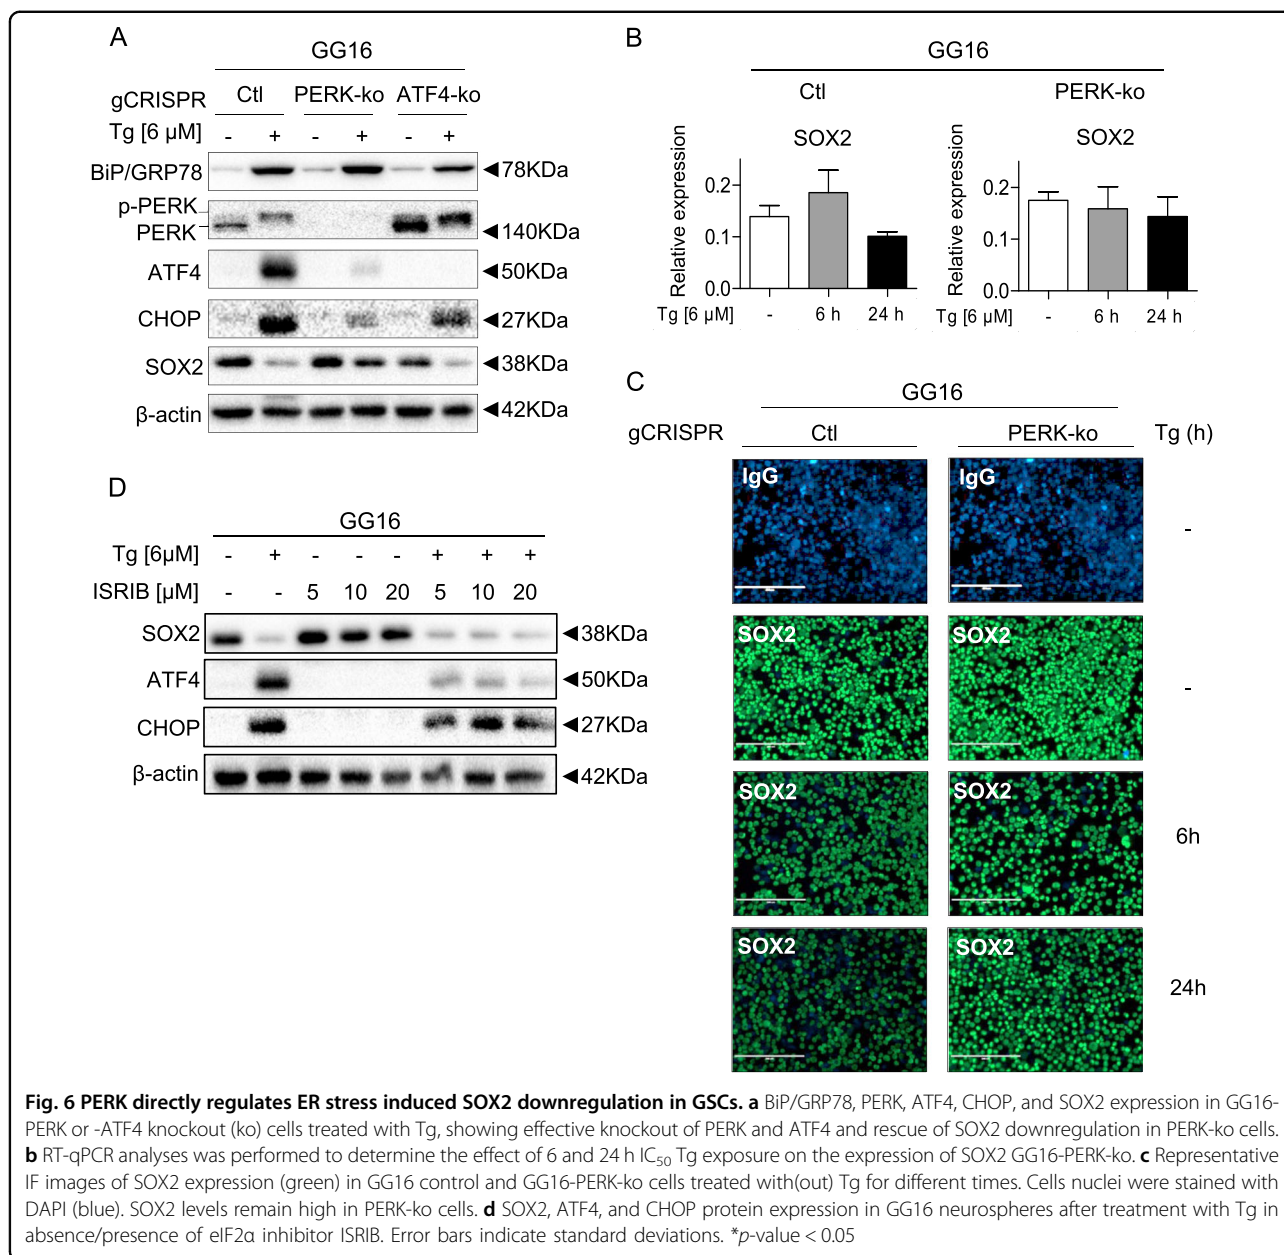 A
GG16
gCRISPR Ctl PERK-ko ATF4-ko
Tg [6 µM] - + - + - +
BiP/GRP78 ◄78KDa
p-PERK
PERK ◄140KDa
ATF4 ◄50KDa
CHOP ◄27KDa
SOX2 ◄38KDa
β-actin ◄42KDa
B
GG16
Ctl PERK-ko
SOX2 SOX2
Relative expression
0.2
0.1
0.0
Tg [6 µM] - 6 h 24 h
Relative expression
0.2
0.1
0.0
Tg [6 µM] - 6 h 24 h
C
GG16
gCRISPR Ctl PERK-ko Tg (h)
IgG IgG -
SOX2 SOX2 -
SOX2 SOX2 6h
SOX2 SOX2 24h
D
GG16
Tg [6µM] - + - - - + + +
ISRIB [µM] - - 5 10 20 5 10 20
SOX2 ◄38KDa
ATF4 ◄50KDa
CHOP ◄27KDa
β-actin ◄42KDa
Fig. 6 PERK directly regulates ER stress induced SOX2 downregulation in GSCs. a BiP/GRP78, PERK, ATF4, CHOP, and SOX2 expression in GG16-
PERK or -ATF4 knockout (ko) cells treated with Tg, showing effective knockout of PERK and ATF4 and rescue of SOX2 downregulation in PERK-ko cells.
b RT-qPCR analyses was performed to determine the effect of 6 and 24 h IC50 Tg exposure on the expression of SOX2 GG16-PERK-ko. c Representative
IF images of SOX2 expression (green) in GG16 control and GG16-PERK-ko cells treated with(out) Tg for different times. Cells nuclei were stained with
DAPI (blue). SOX2 levels remain high in PERK-ko cells. d SOX2, ATF4, and CHOP protein expression in GG16 neurospheres after treatment with Tg in
absence/presence of eIF2α inhibitor ISRIB. Error bars indicate standard deviations. *p-value < 0.05